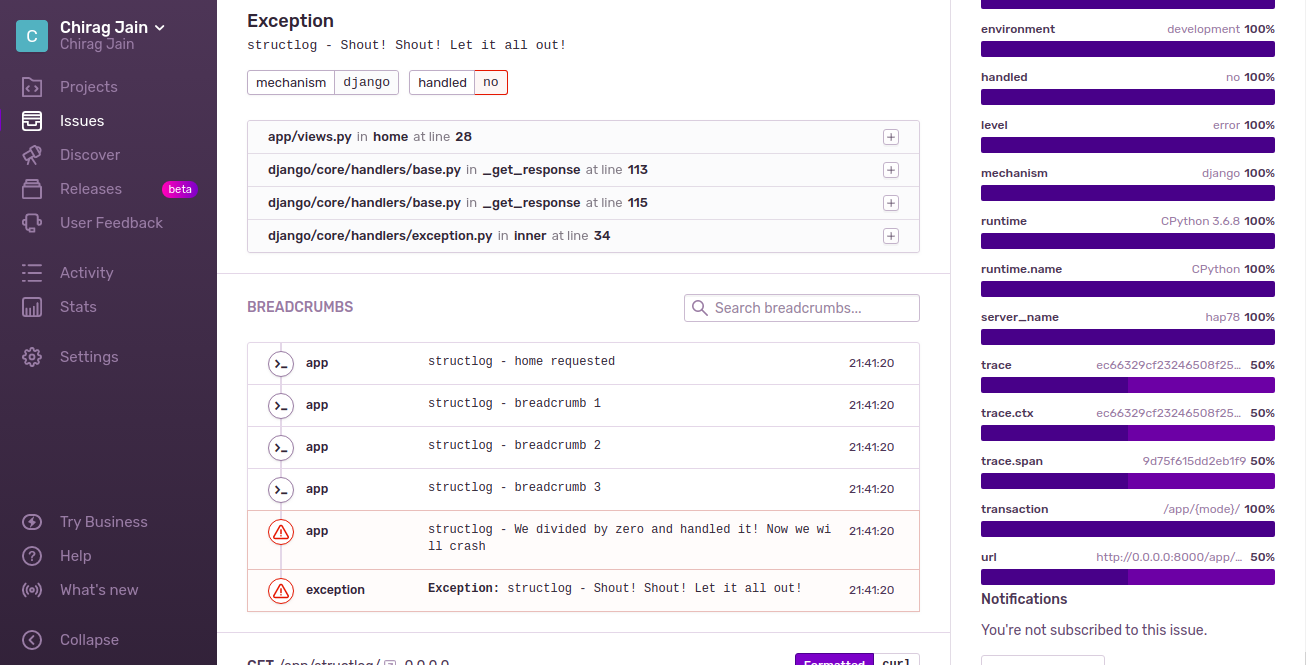 C
Chirag Jain
Chirag Jain
Projects
Issues
Discover
Releases beta
User Feedback
Activity
Stats
Settings
Try Business
Help
What's new
Collapse
Exception
structlog - Shout! Shout! Let it all out!
mechanism django handled no
app/views.py in home at line 28
django/core/handlers/base.py in _get_response at line 113
django/core/handlers/base.py in _get_response at line 115
django/core/handlers/exception.py in inner at line 34
BREADCRUMBS
Search breadcrumbs...
app structlog - home requested 21:41:20
app structlog - breadcrumb 1 21:41:20
app structlog - breadcrumb 2 21:41:20
app structlog - breadcrumb 3 21:41:20
app structlog - We divided by zero and handled it! Now we wi 21:41:20
ll crash
exception Exception: structlog - Shout! Shout! Let it all out! 21:41:20
GET /app/structlog/ 0.0.0.0 Formatted curl
environment development 100%
handled no 100%
level error 100%
mechanism django 100%
runtime CPython 3.6.8 100%
runtime.name CPython 100%
server_name hap78 100%
trace ec66329cf23246508f25... 50%
trace.ctx ec66329cf23246508f25... 50%
trace.span 9d75f615dd2eb1f9 50%
transaction /app/{mode}/ 100%
url http://0.0.0.0:8000/app/... 50%
Notifications
You're not subscribed to this issue.